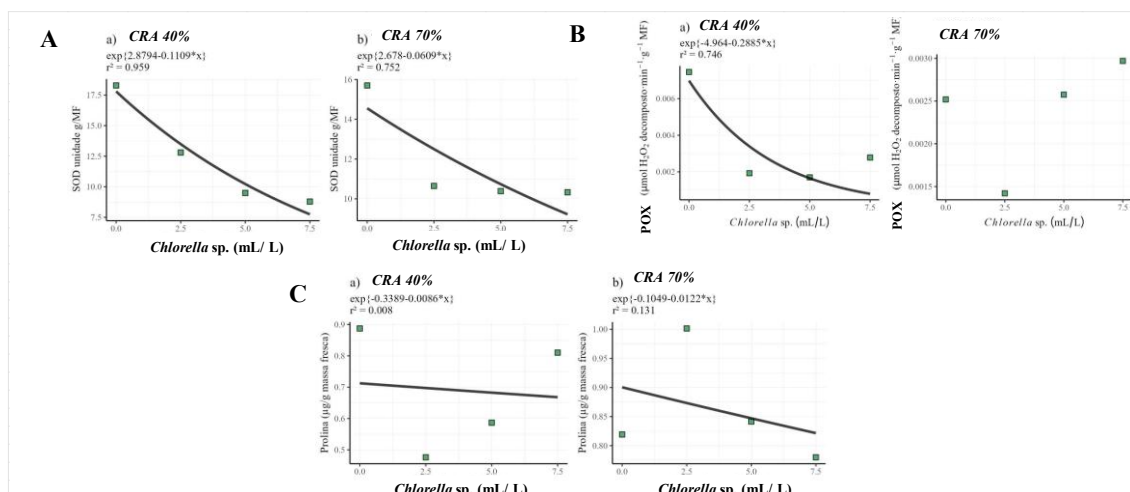 A
a) CRA 40%
exp{2.8794-0.1109*x}
r² = 0.959
SOD unidade g/MF
17.5
15.0
12.5
10.0
7.5
0.0 2.5 5.0 7.5
Chlorella sp. (mL/ L)
b) CRA 70%
exp{2.678-0.0609*x}
r² = 0.752
SOD unidade g/MF
16
14
12
10
0.0 2.5 5.0 7.5
Chlorella sp. (mL/ L)
B
a) CRA 40%
exp{-4.964-0.2885*x}
r² = 0.746
POX
(µmol H₂O₂ decomposto·min⁻¹·g⁻¹ MF)
0.006
0.004
0.002
0.0 2.5 5.0 7.5
Chlorella sp. (mL/L)
CRA 70%
POX
(µmol H₂O₂ decomposto·min⁻¹·g⁻¹ MF)
0.0030
0.0025
0.0020
0.0015
0.0 2.5 5.0 7.5
Chlorella sp. (mL/L)
C
a) CRA 40%
exp{-0.3389-0.0086*x}
r² = 0.008
Prolina (µg/g massa fresca)
0.9
0.8
0.7
0.6
0.5
0.0 2.5 5.0 7.5
Chlorella sp. (mL/ L)
b) CRA 70%
exp{-0.1049-0.0122*x}
r² = 0.131
Prolina (µg/g massa fresca)
1.00
0.95
0.90
0.85
0.80
0.0 2.5 5.0 7.5
Chlorella sp. (mL/ L)